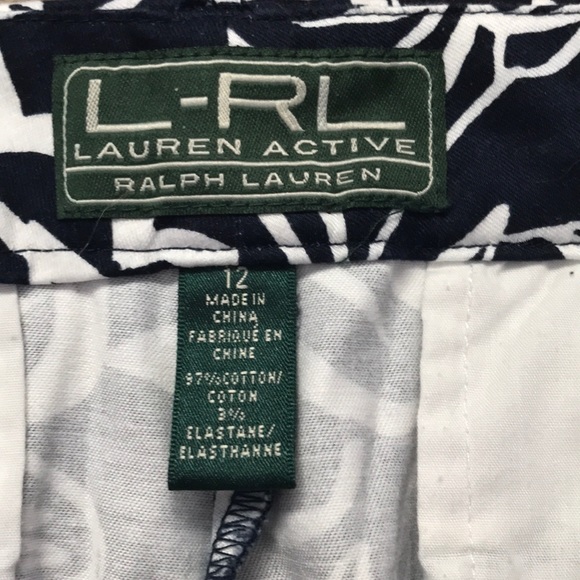 L-RL
LAUREN ACTIVE
RALPH LAUREN
12
MADE IN
CHINA
FABRIQUÉ EN
CHINE
97% COTTON/
COTON
3%
ELASTANE/
ELASTHANNE